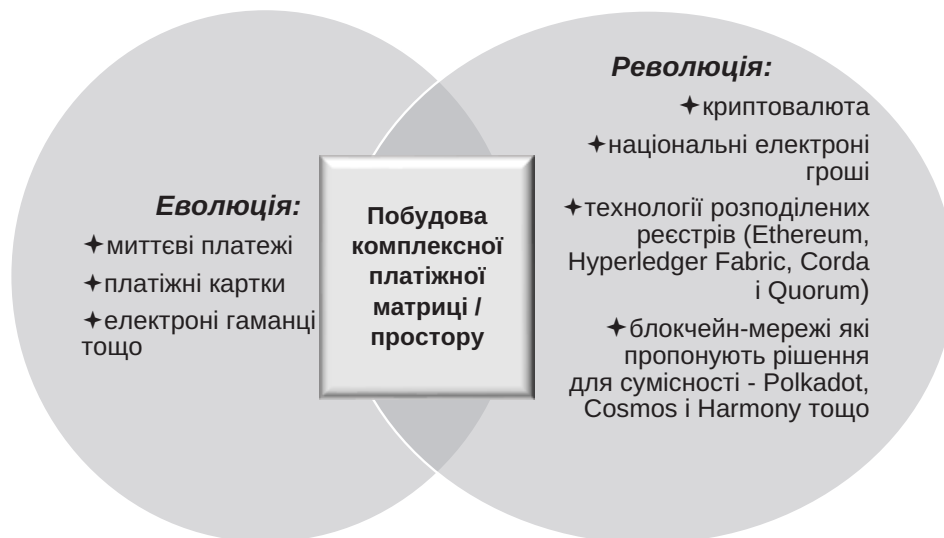 Еволюція:
✦миттєві платежі
✦платіжні картки
✦електроні гаманці
тощо
Побудова
комплексної
платіжної
матриці /
простору
Революція:
✦криптовалюта
✦національні електроні
гроші
✦технології розподілених
реєстрів (Ethereum,
Hyperledger Fabric, Corda
і Quorum)
✦блокчейн-мережі які
пропонують рішення
для сумісності - Polkadot,
Cosmos і Harmony тощо